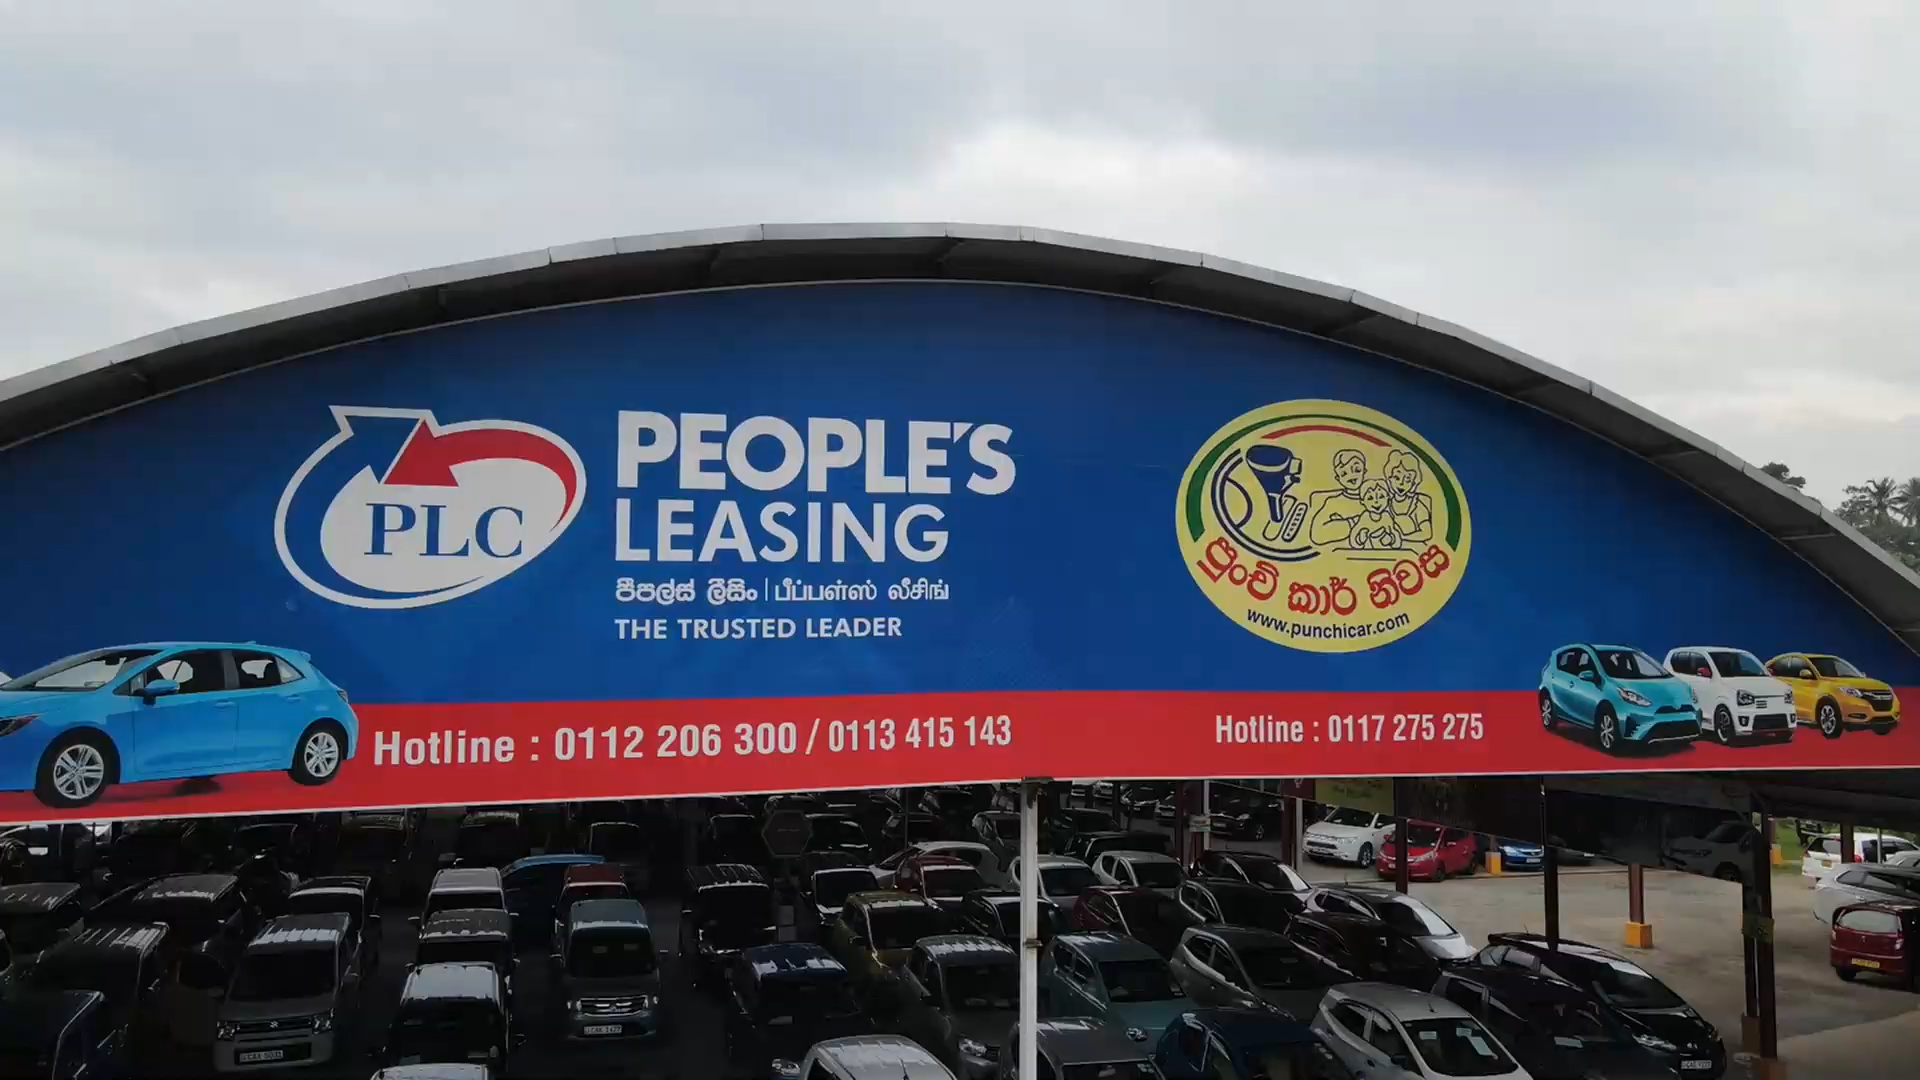 PLC
PEOPLE'S
LEASING
පීපල්ස් ලීසිං | பீப்பள்ஸ் லீசிங்
THE TRUSTED LEADER
පුංචි කාර් නිවස
www.punchicar.com
Hotline : 0112 206 300 / 0113 415 143
Hotline : 0117 275 275